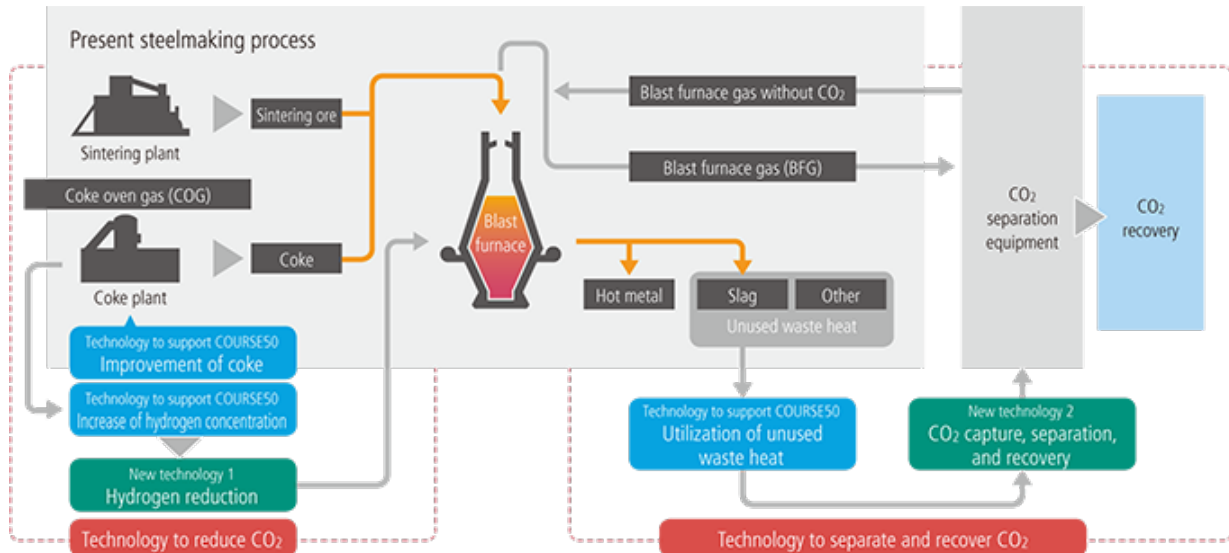 Present steelmaking process
Sintering plant
Sintering ore
Coke oven gas (COG)
Coke plant
Coke
Technology to support COURSE50
Improvement of coke
Technology to support COURSE50
Increase of hydrogen concentration
New technology 1
Hydrogen reduction
Technology to reduce CO₂
Blast
furnace
Blast furnace gas without CO₂
Blast furnace gas (BFG)
Hot metal
Slag
Other
Unused waste heat
Technology to support COURSE50
Utilization of unused
waste heat
CO₂
separation
equipment
CO₂
recovery
New technology 2
CO₂ capture, separation,
and recovery
Technology to separate and recover CO₂